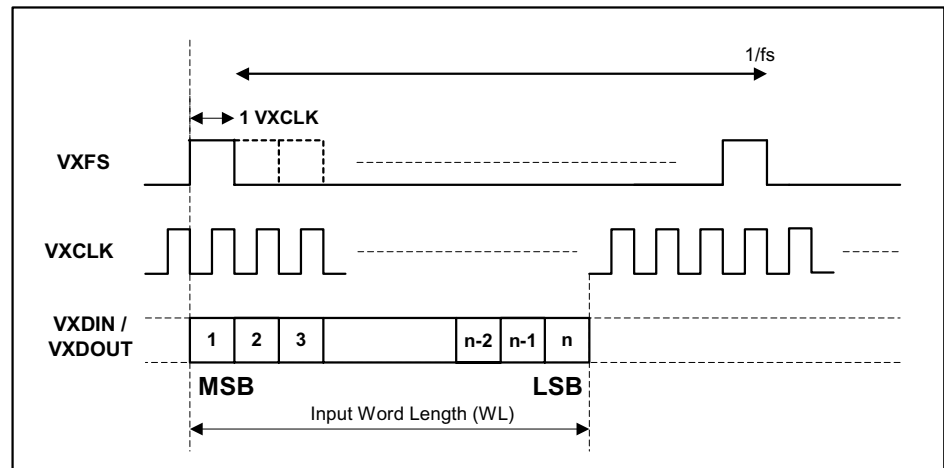 1/fs
1 VXCLK
VXFS
VXCLK
VXDIN /
VXDOUT
1 2 3 n-2 n-1 n
MSB LSB
Input Word Length (WL)